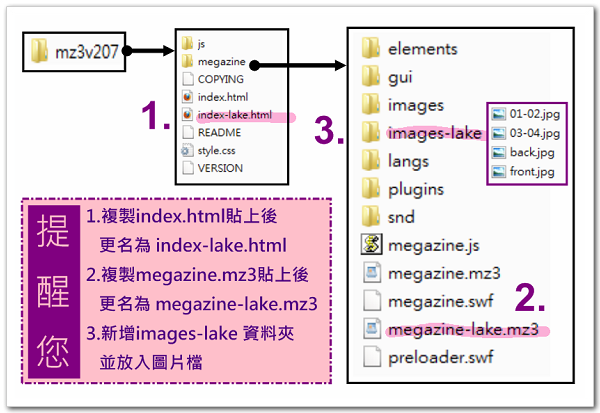 mz3v207
js
megazine
COPYING
index.html
index-lake.html
README
style.css
VERSION
1.
elements
gui
images
images-lake
langs
plugins
snd
megazine.js
megazine.mz3
megazine.swf
megazine-lake.mz3
preloader.swf
3.
01-02.jpg
03-04.jpg
back.jpg
front.jpg
2.
提醒您
1.複製index.html貼上後
更名為 index-lake.html
2.複製megazine.mz3貼上後
更名為 megazine-lake.mz3
3.新增images-lake 資料夾
並放入圖片檔